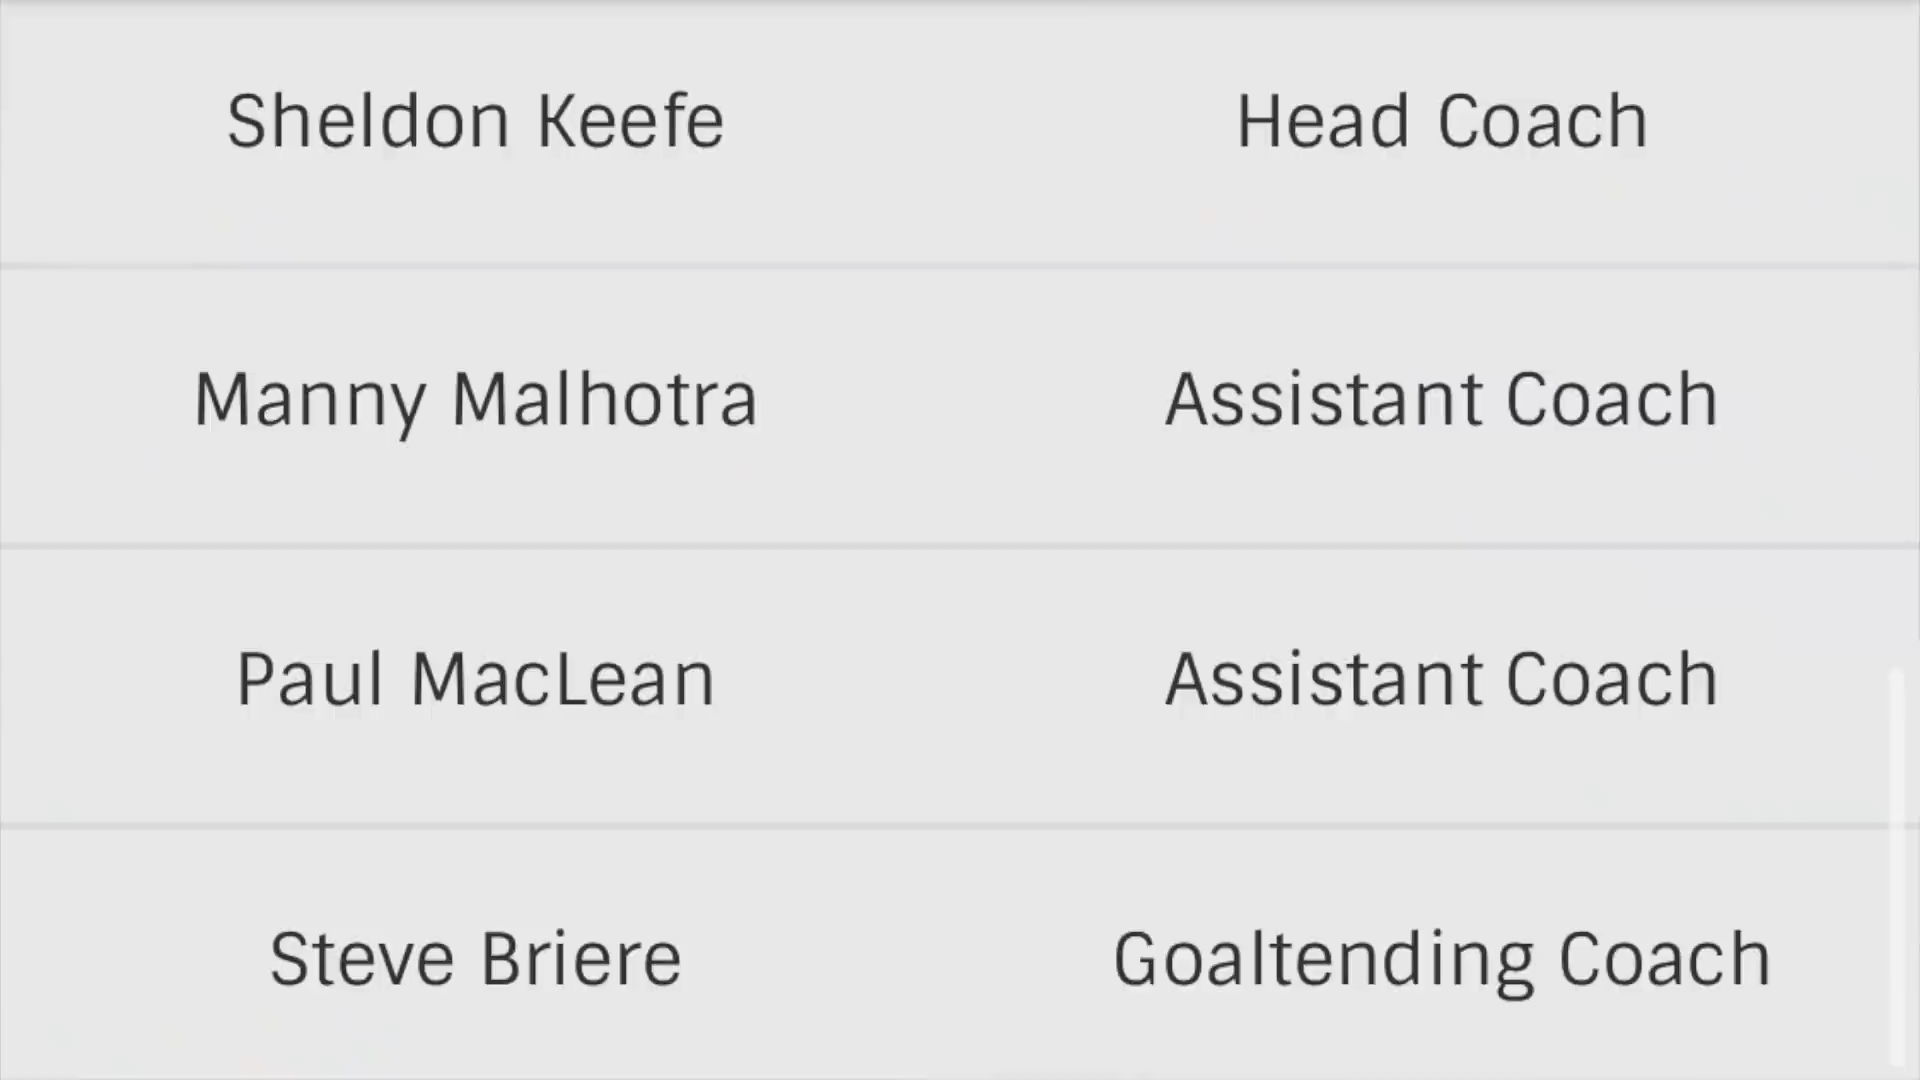 Sheldon Keefe Head Coach
Manny Malhotra Assistant Coach
Paul MacLean Assistant Coach
Steve Briere Goaltending Coach